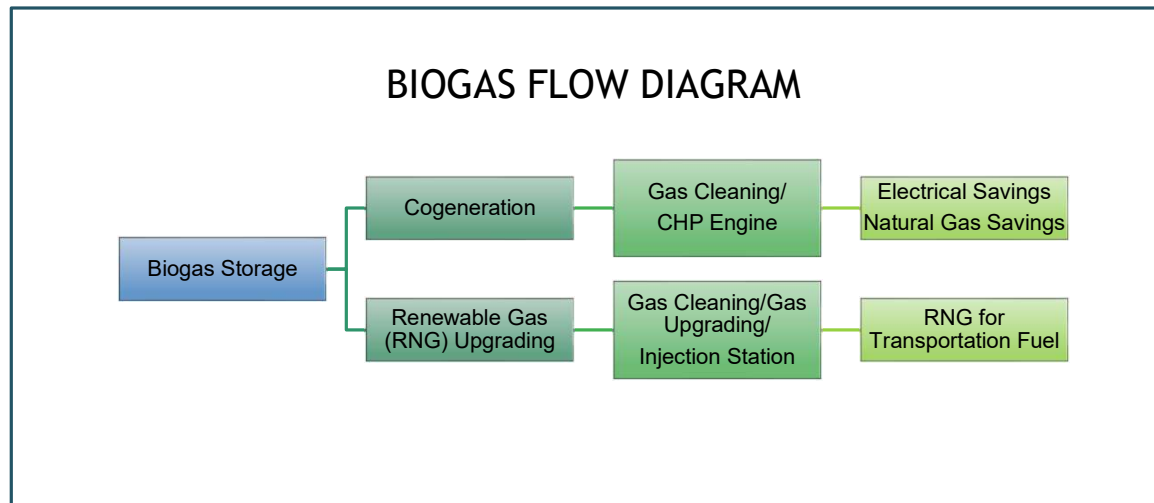 BIOGAS FLOW DIAGRAM
Biogas Storage
Cogeneration
Gas Cleaning/
CHP Engine
Electrical Savings
Natural Gas Savings
Renewable Gas
(RNG) Upgrading
Gas Cleaning/Gas
Upgrading/
Injection Station
RNG for
Transportation Fuel